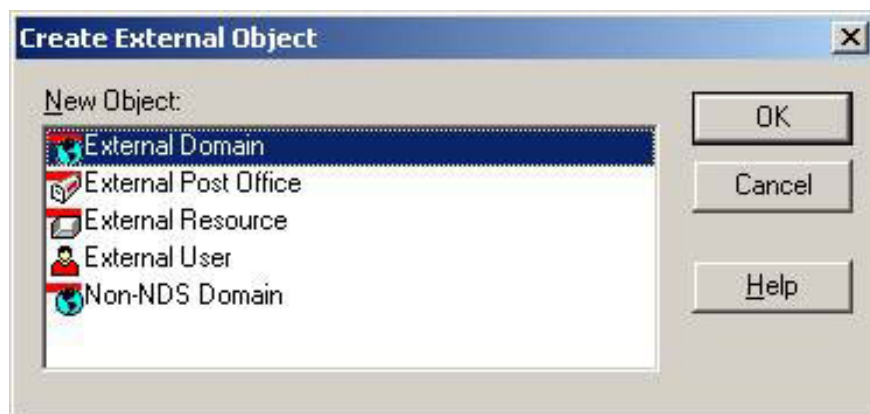 Create External Object
New Object:
External Domain
External Post Office
External Resource
External User
Non-NDS Domain
OK
Cancel
Help